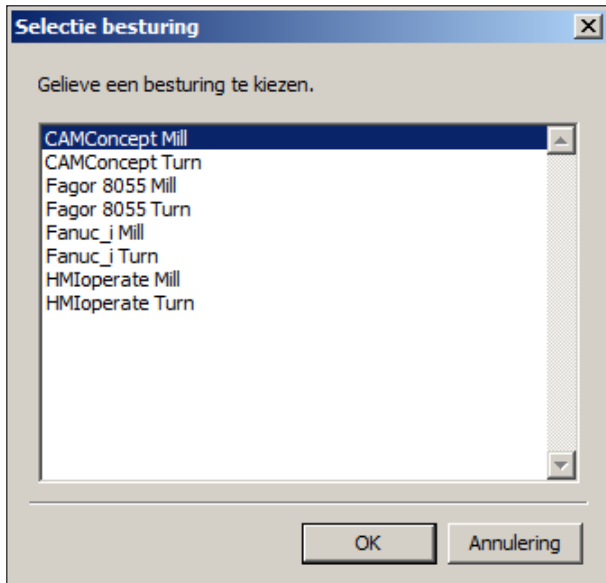 Selectie besturing
Gelieve een besturing te kiezen.
CAMConcept Mill
CAMConcept Turn
Fagor 8055 Mill
Fagor 8055 Turn
Fanuc_i Mill
Fanuc_i Turn
HMIoperate Mill
HMIoperate Turn
OK Annulering